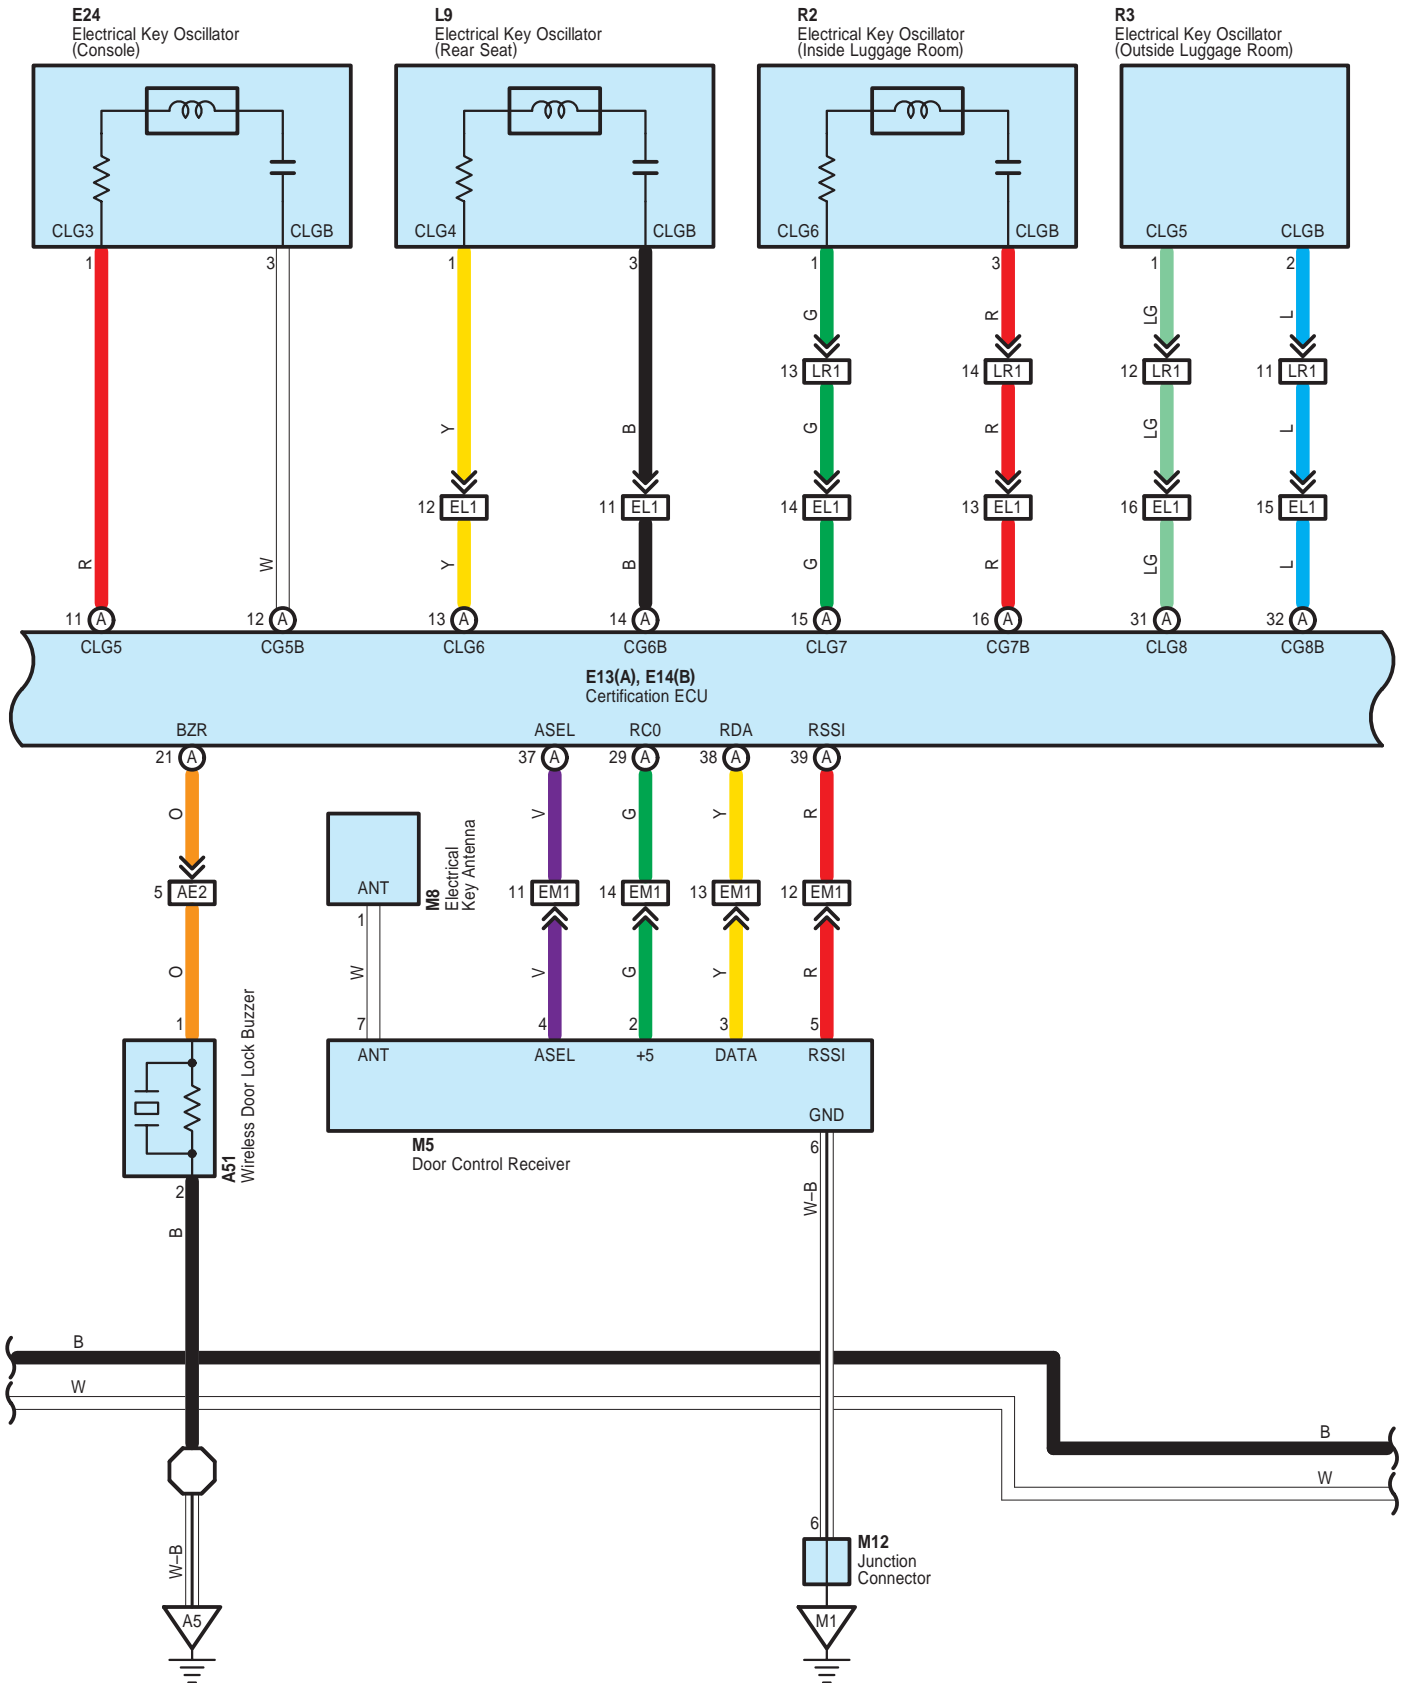 E24
Electrical Key Oscillator
(Console)
L9
Electrical Key Oscillator
(Rear Seat)
R2
Electrical Key Oscillator
(Inside Luggage Room)
R3
Electrical Key Oscillator
(Outside Luggage Room)
CLG3 CLGB CLG4 CLGB CLG6 CLGB CLG5 CLGB
1 3 1 3 1 3 1 2
G R LG L
13 LR1 14 LR1 12 LR1 11 LR1
Y B G R LG L
12 EL1 11 EL1 14 EL1 13 EL1 16 EL1 15 EL1
R W Y B G R LG L
11 A 12 A 13 A 14 A 15 A 16 A 31 A 32 A
CLG5 CG5B CLG6 CG6B CLG7 CG7B CLG8 CG8B
E13(A), E14(B)
Certification ECU
BZR ASEL RC0 RDA RSSI
21 A 37 A 29 A 38 A 39 A
O V G Y R
ANT
M8
Electrical
Key Antenna
5 AE2 11 EM1 14 EM1 13 EM1 12 EM1
1
O W V G Y R
1 7 4 2 3 5
ANT ASEL +5 DATA RSSI
GND
A51
Wireless Door Lock Buzzer
M5
Door Control Receiver
2 6
B W–B
B
W
B
W
6
M12
Junction
Connector
W–B
A5 M1